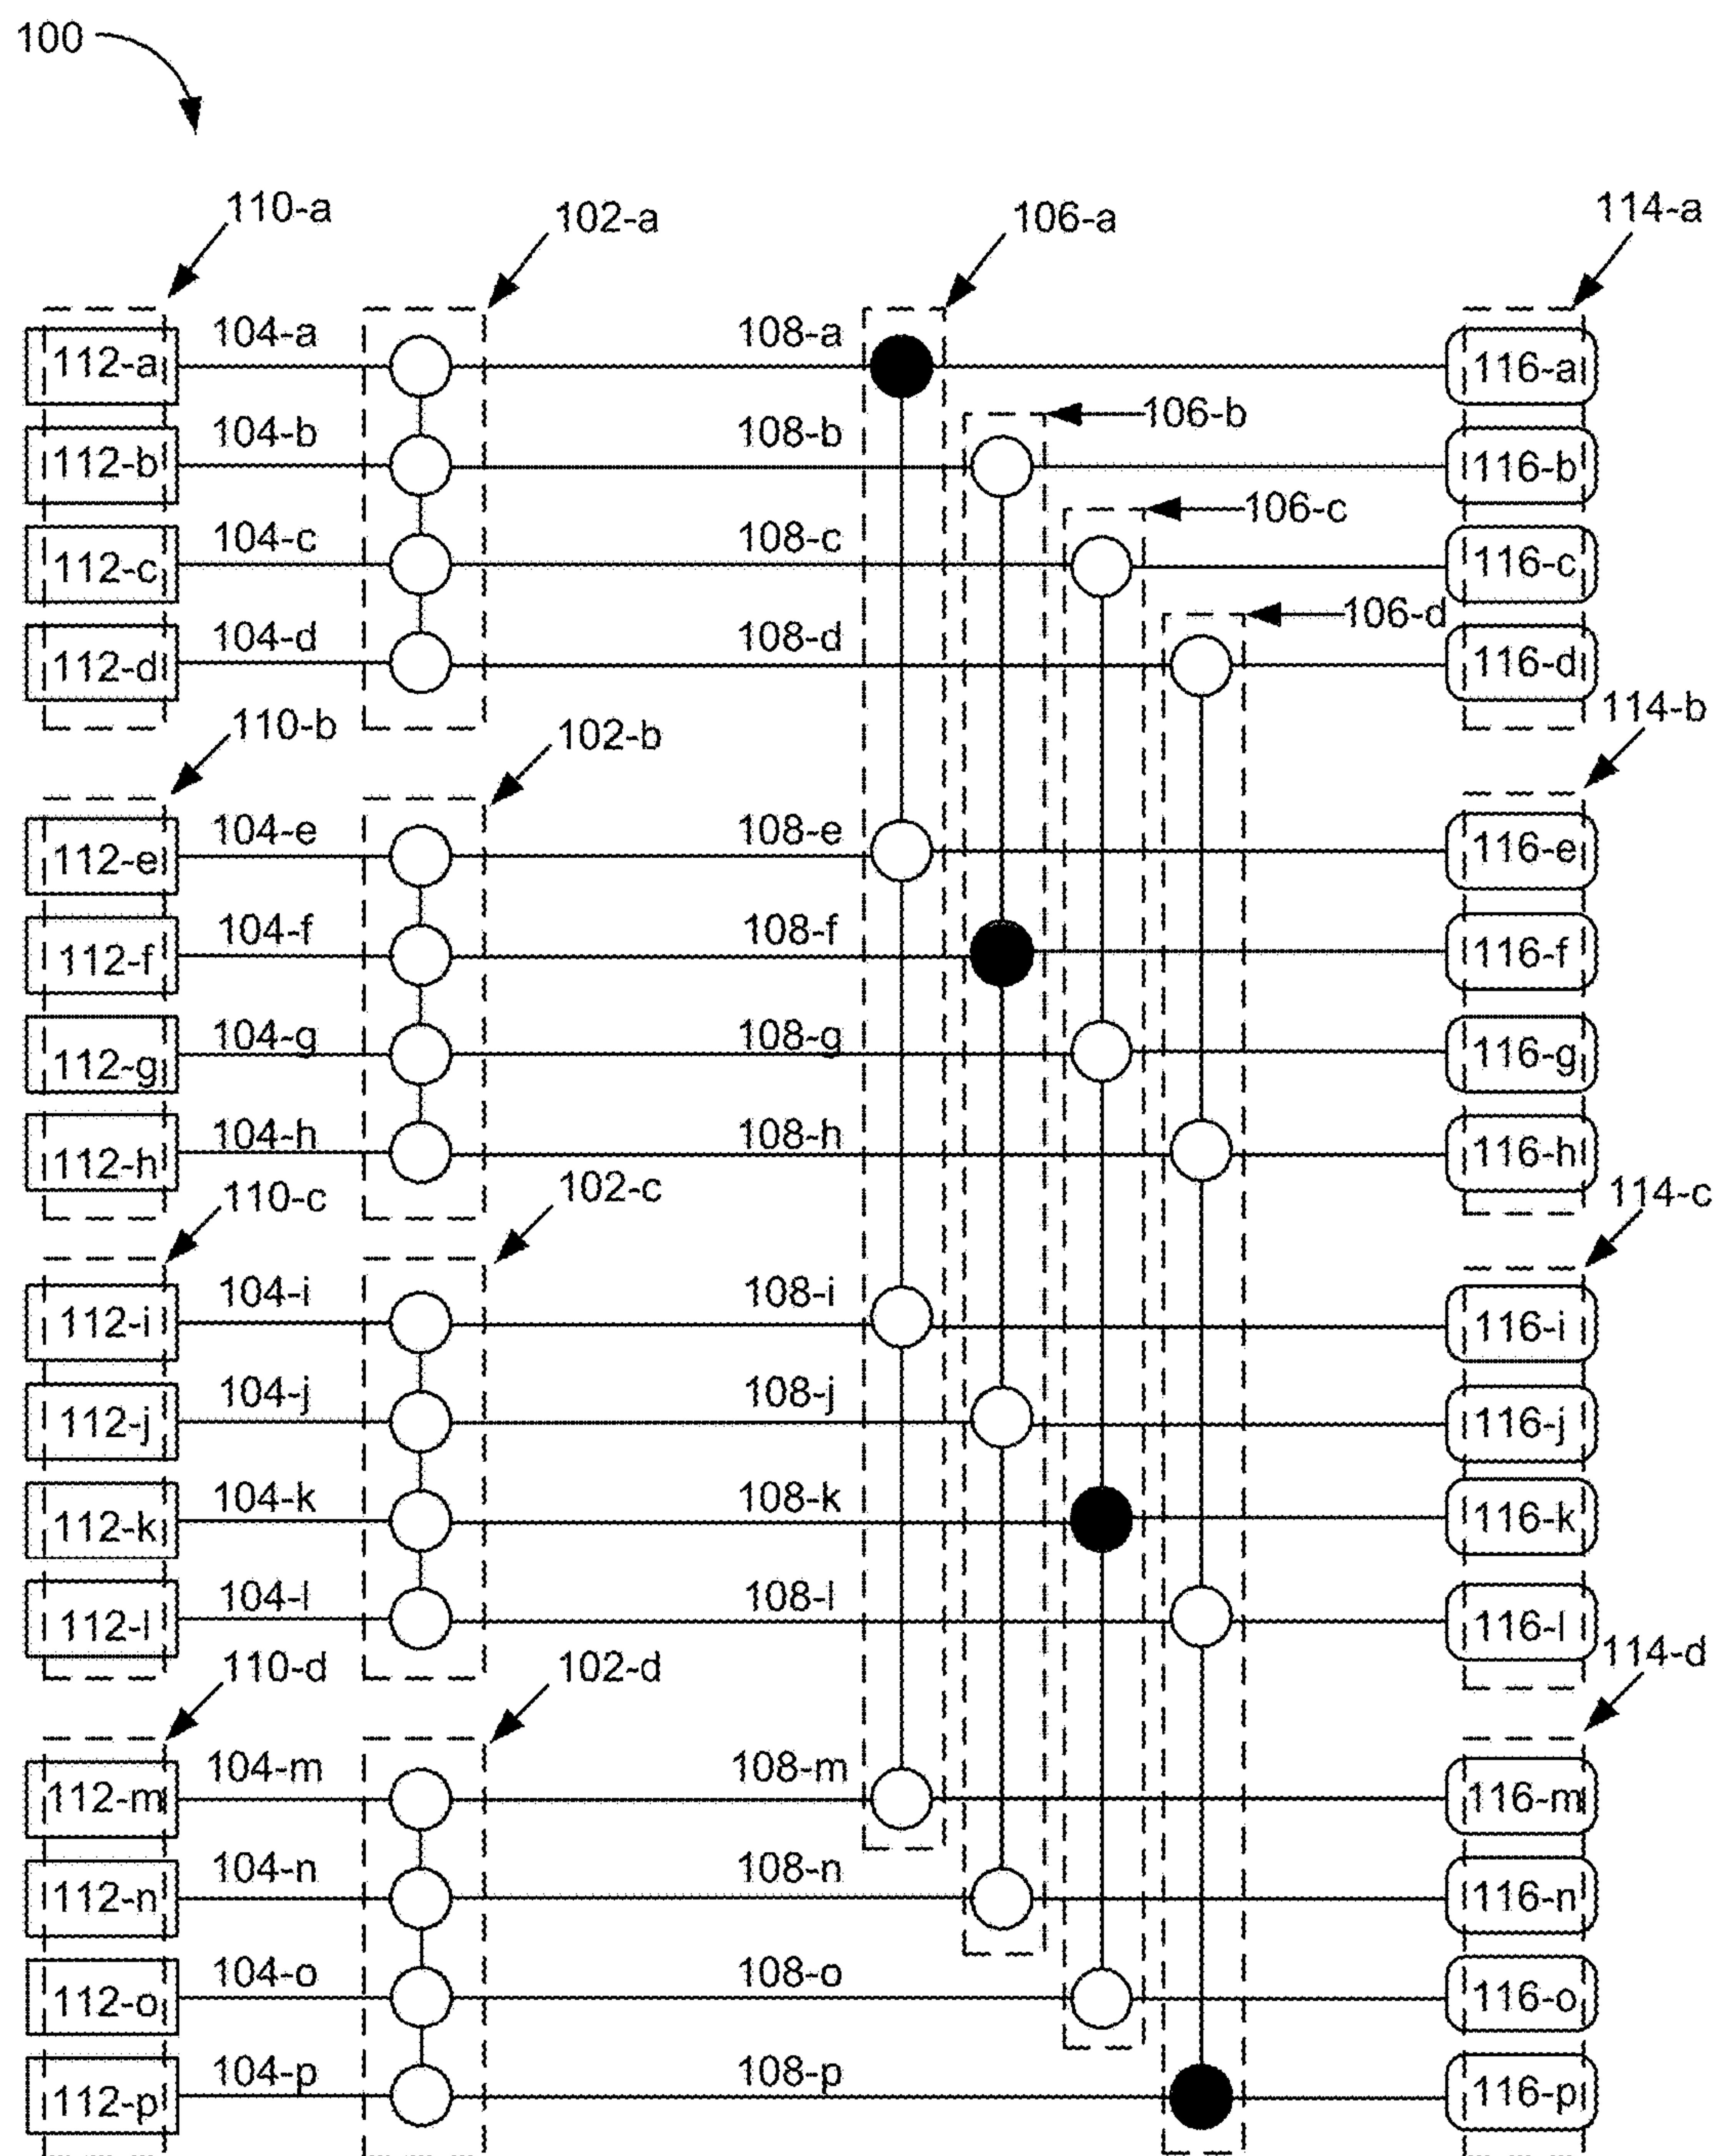 100
110-a 102-a 106-a 114-a
112-a 104-a 108-a 116-a
106-b
112-b 104-b 108-b 116-b
106-c
112-c 104-c 108-c 116-c
106-d
112-d 104-d 108-d 116-d
110-b 102-b 114-b
112-e 104-e 108-e 116-e
112-f 104-f 108-f 116-f
112-g 104-g 108-g 116-g
112-h 104-h 108-h 116-h
110-c 102-c 114-c
112-i 104-i 108-i 116-i
112-j 104-j 108-j 116-j
112-k 104-k 108-k 116-k
112-l 104-l 108-l 116-l
110-d 102-d 114-d
112-m 104-m 108-m 116-m
112-n 104-n 108-n 116-n
112-o 104-o 108-o 116-o
112-p 104-p 108-p 116-p